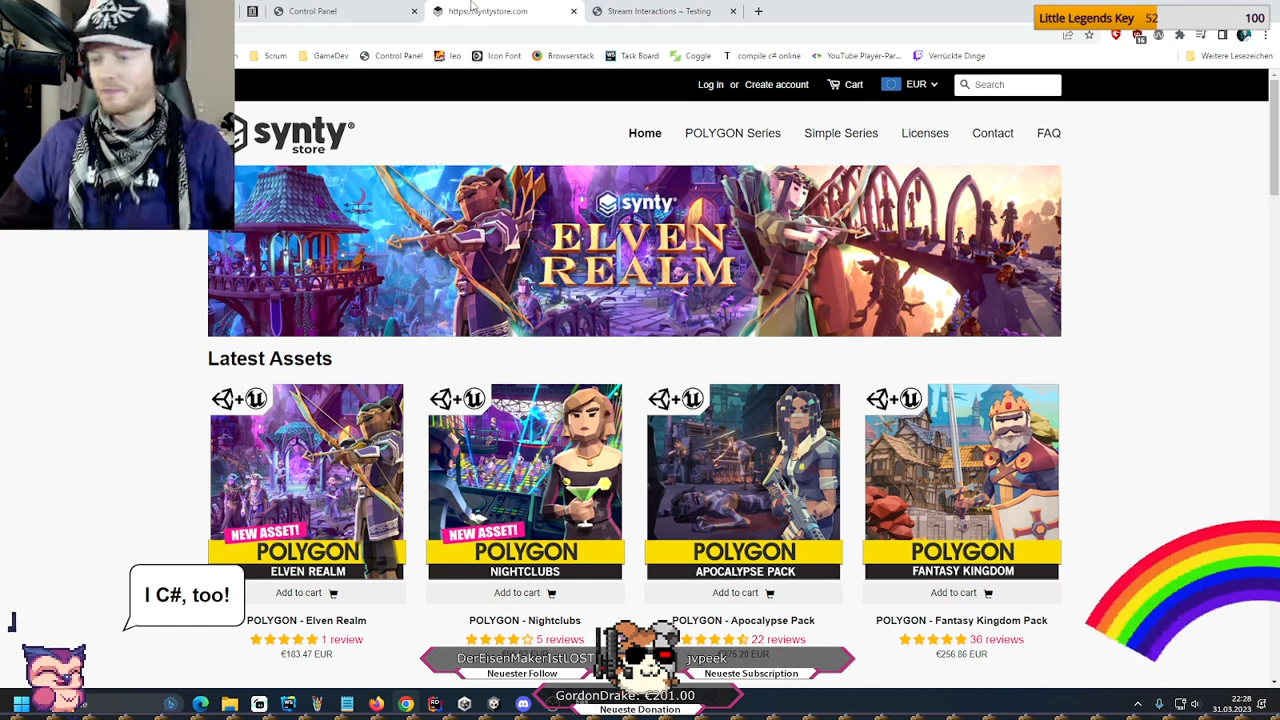 Control Panel
https://syntystore.com
Stream Interactions ~ Testing
Little Legends Key 52 100
Scrum
GameDev
Control Panel
leo
Icon Font
Browserstack
Task Board
Coggle
compile c# online
YouTube Player-Par...
Verrückte Dinge
Weitere Lesezeichen
Log in or Create account
Cart
EUR
Search
synty®
store
Home
POLYGON Series
Simple Series
Licenses
Contact
FAQ
synty®
ELVEN
REALM
Latest Assets
NEW ASSET!
POLYGON
ELVEN REALM
Add to cart
POLYGON - Elven Realm
1 review
€183.47 EUR
NEW ASSET!
POLYGON
NIGHTCLUBS
Add to cart
POLYGON - Nightclubs
5 reviews
POLYGON
APOCALYPSE PACK
Add to cart
POLYGON - Apocalypse Pack
22 reviews
POLYGON
FANTASY KINGDOM
Add to cart
POLYGON - Fantasy Kingdom Pack
36 reviews
€256.86 EUR
I C#, too!
DerEisenMakerIstLOST
Neuester Follow
jvpeek
Neueste Subscription
GordonDrake: €201.00
Neueste Donation
22:28
31.03.2023